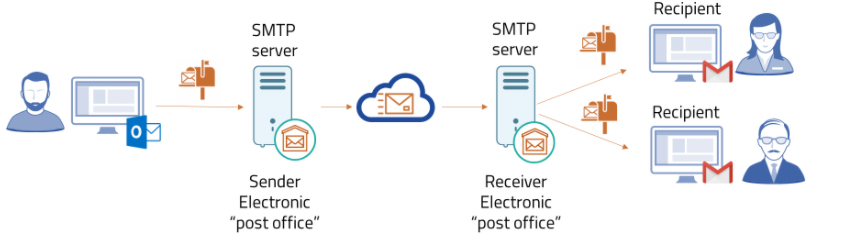 SMTP
server
Sender
Electronic
“post office”
SMTP
server
Receiver
Electronic
“post office”
Recipient
Recipient
O